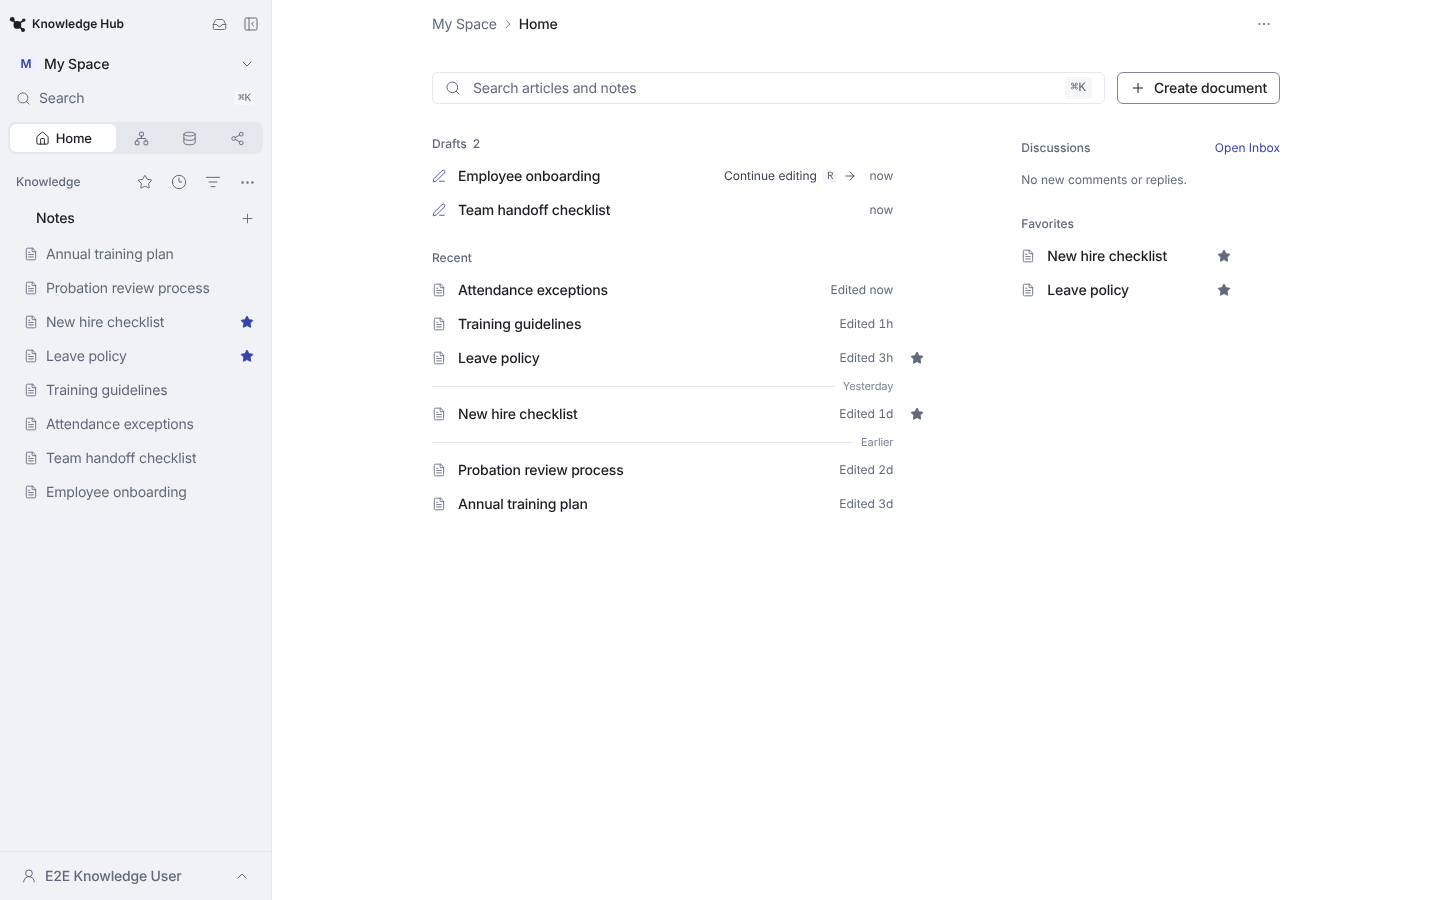 Knowledge Hub
M My Space
Search ⌘K
Home
Knowledge
Notes
Annual training plan
Probation review process
New hire checklist
Leave policy
Training guidelines
Attendance exceptions
Team handoff checklist
Employee onboarding
E2E Knowledge User
My Space > Home
Search articles and notes ⌘K
Create document
Drafts 2
Employee onboarding Continue editing R → now
Team handoff checklist now
Recent
Attendance exceptions Edited now
Training guidelines Edited 1h
Leave policy Edited 3h
Yesterday
New hire checklist Edited 1d
Earlier
Probation review process Edited 2d
Annual training plan Edited 3d
Discussions Open Inbox
No new comments or replies.
Favorites
New hire checklist
Leave policy